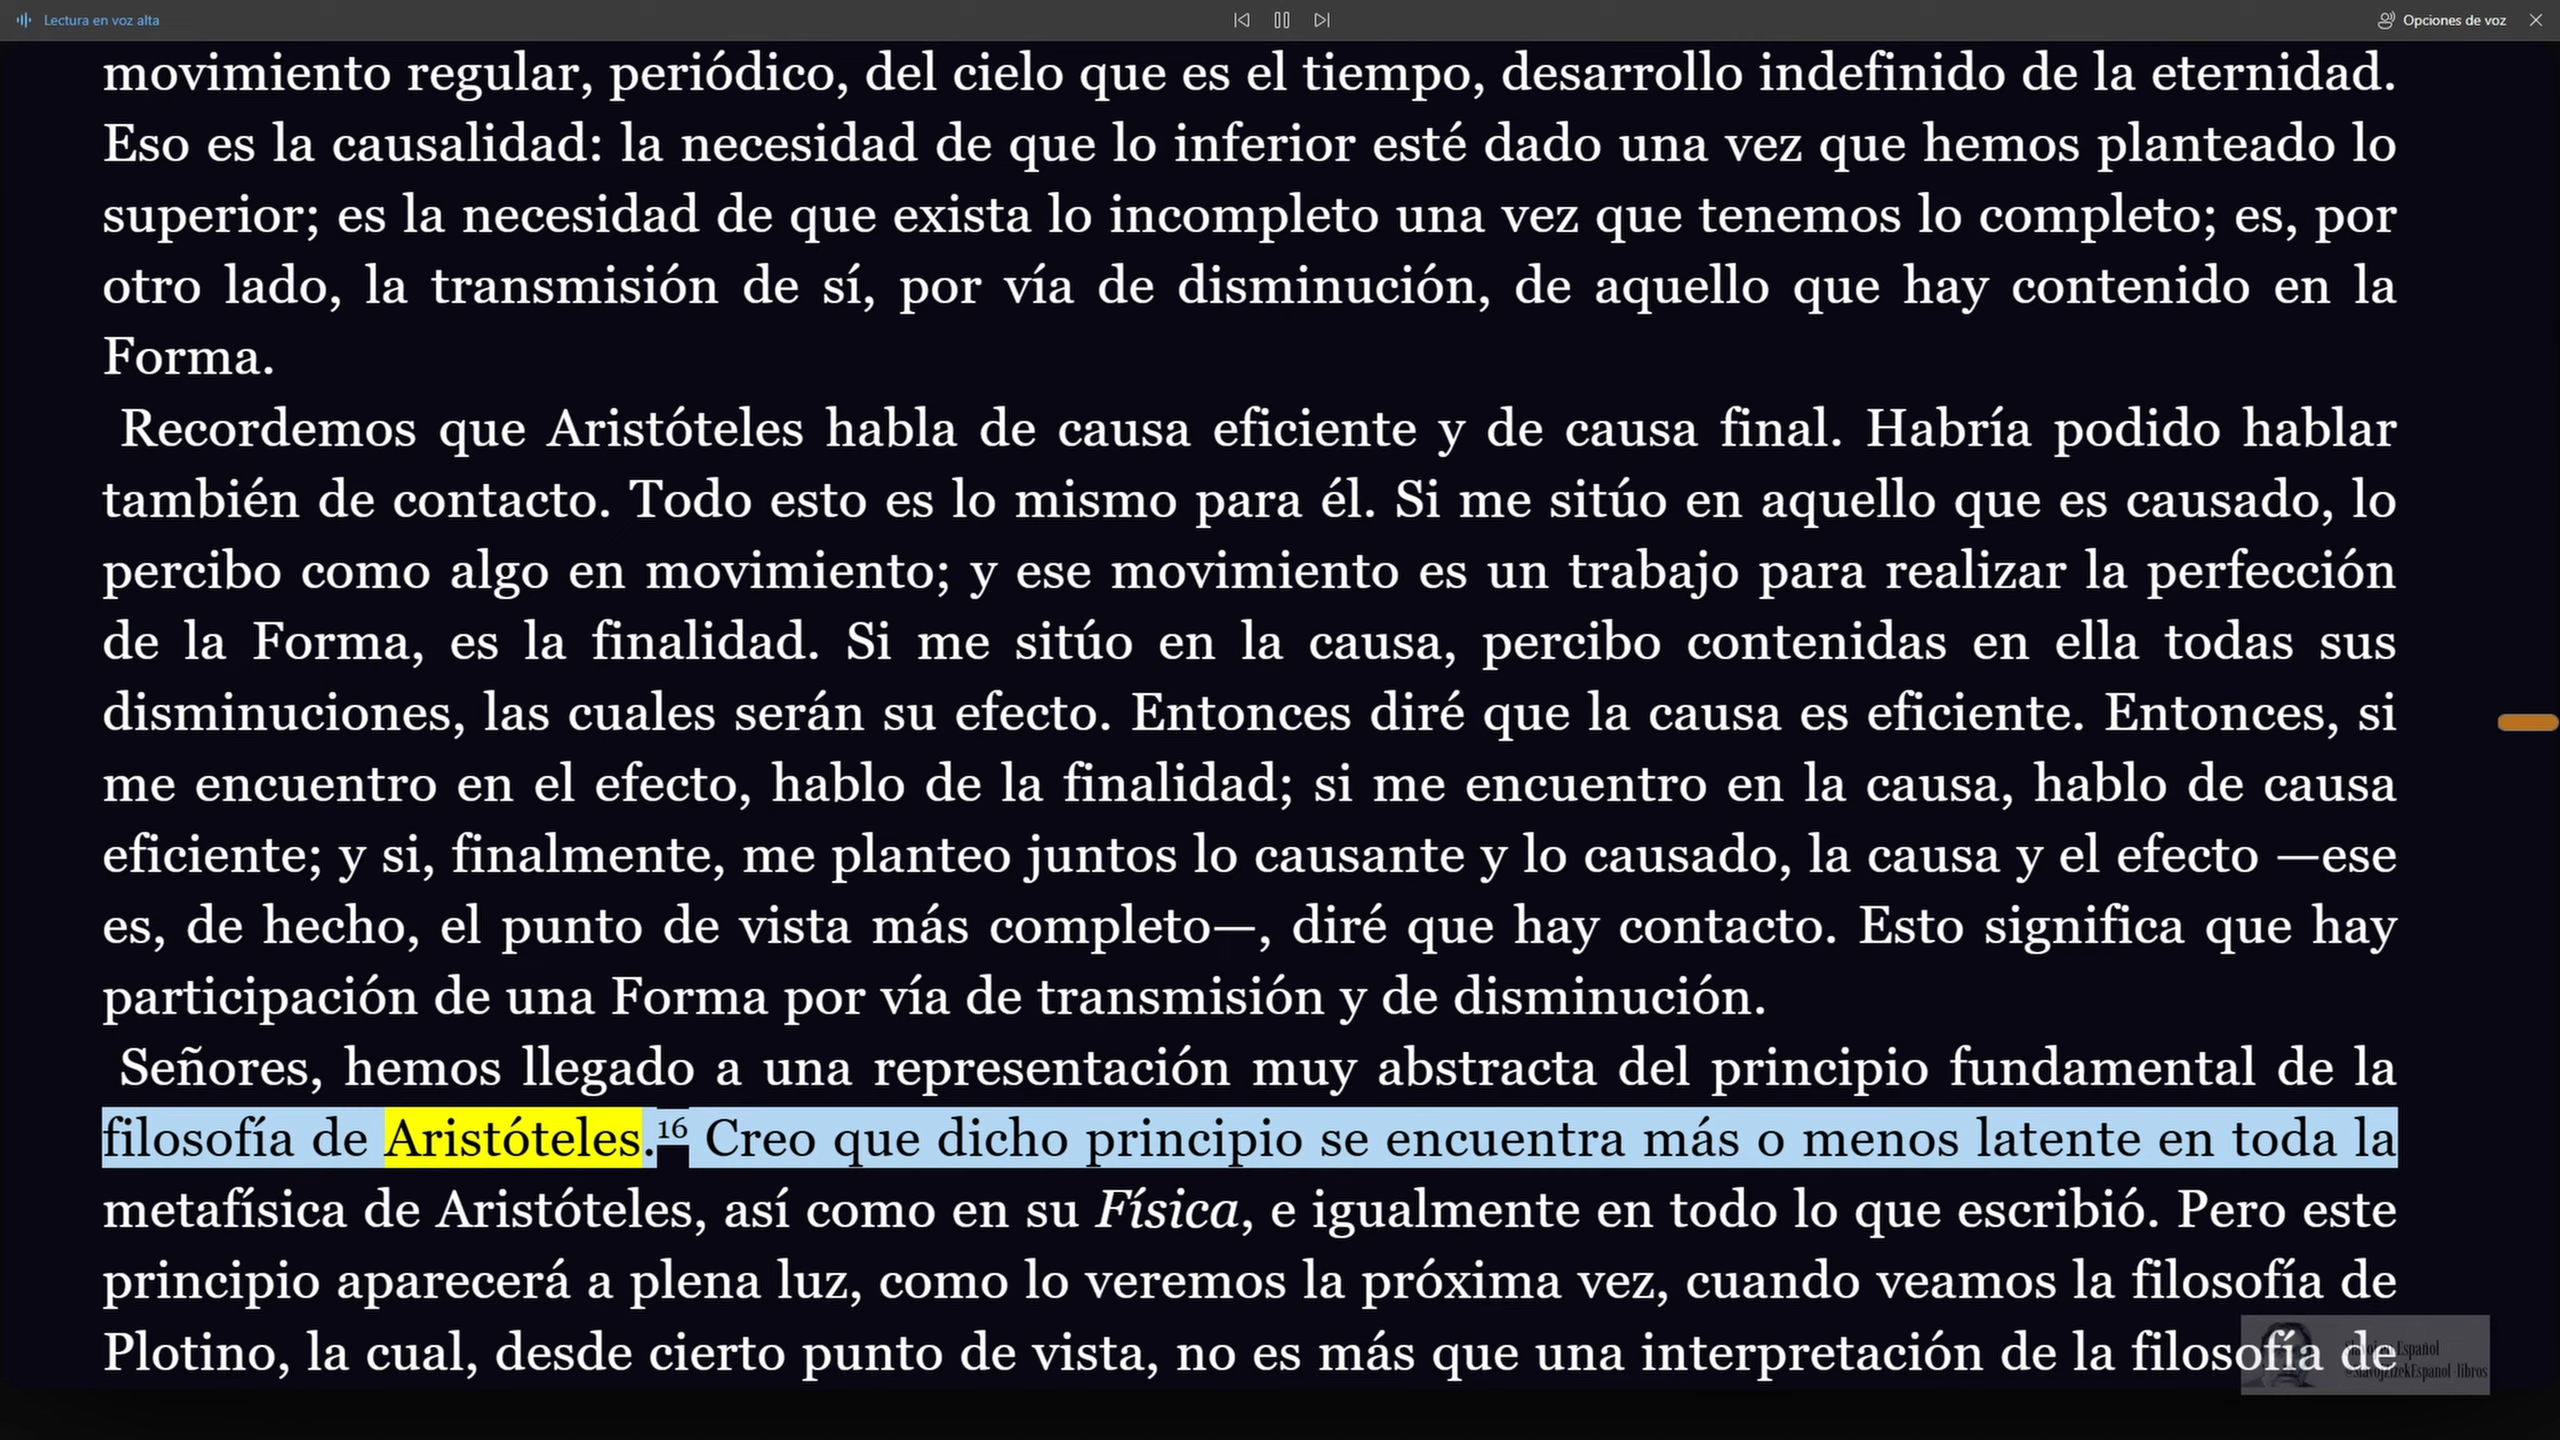 Lectura en voz alta
Opciones de voz
movimiento regular, periódico, del cielo que es el tiempo, desarrollo indefinido de la eternidad.
Eso es la causalidad: la necesidad de que lo inferior esté dado una vez que hemos planteado lo
superior; es la necesidad de que exista lo incompleto una vez que tenemos lo completo; es, por
otro lado, la transmisión de sí, por vía de disminución, de aquello que hay contenido en la
Forma.
Recordemos que Aristóteles habla de causa eficiente y de causa final. Habría podido hablar
también de contacto. Todo esto es lo mismo para él. Si me sitúo en aquello que es causado, lo
percibo como algo en movimiento; y ese movimiento es un trabajo para realizar la perfección
de la Forma, es la finalidad. Si me sitúo en la causa, percibo contenidas en ella todas sus
disminuciones, las cuales serán su efecto. Entonces diré que la causa es eficiente. Entonces, si
me encuentro en el efecto, hablo de la finalidad; si me encuentro en la causa, hablo de causa
eficiente; y si, finalmente, me planteo juntos lo causante y lo causado, la causa y el efecto —ese
es, de hecho, el punto de vista más completo—, diré que hay contacto. Esto significa que hay
participación de una Forma por vía de transmisión y de disminución.
Señores, hemos llegado a una representación muy abstracta del principio fundamental de la
filosofía de Aristóteles.16 Creo que dicho principio se encuentra más o menos latente en toda la
metafísica de Aristóteles, así como en su Física, e igualmente en todo lo que escribió. Pero este
principio aparecerá a plena luz, como lo veremos la próxima vez, cuando veamos la filosofía de
Plotino, la cual, desde cierto punto de vista, no es más que una interpretación de la filosofía de
Español